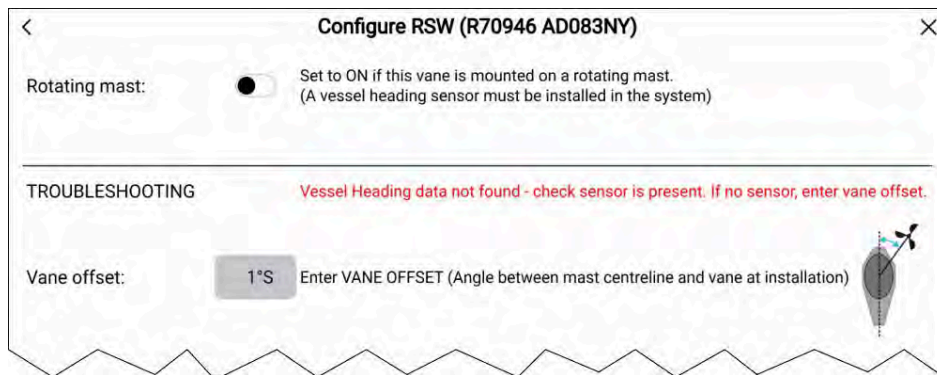 Configure RSW (R70946 AD083NY)
Rotating mast:
Set to ON if this vane is mounted on a rotating mast.
(A vessel heading sensor must be installed in the system)
TROUBLESHOOTING
Vessel Heading data not found - check sensor is present. If no sensor, enter vane offset.
Vane offset:
1°S
Enter VANE OFFSET (Angle between mast centreline and vane at installation)